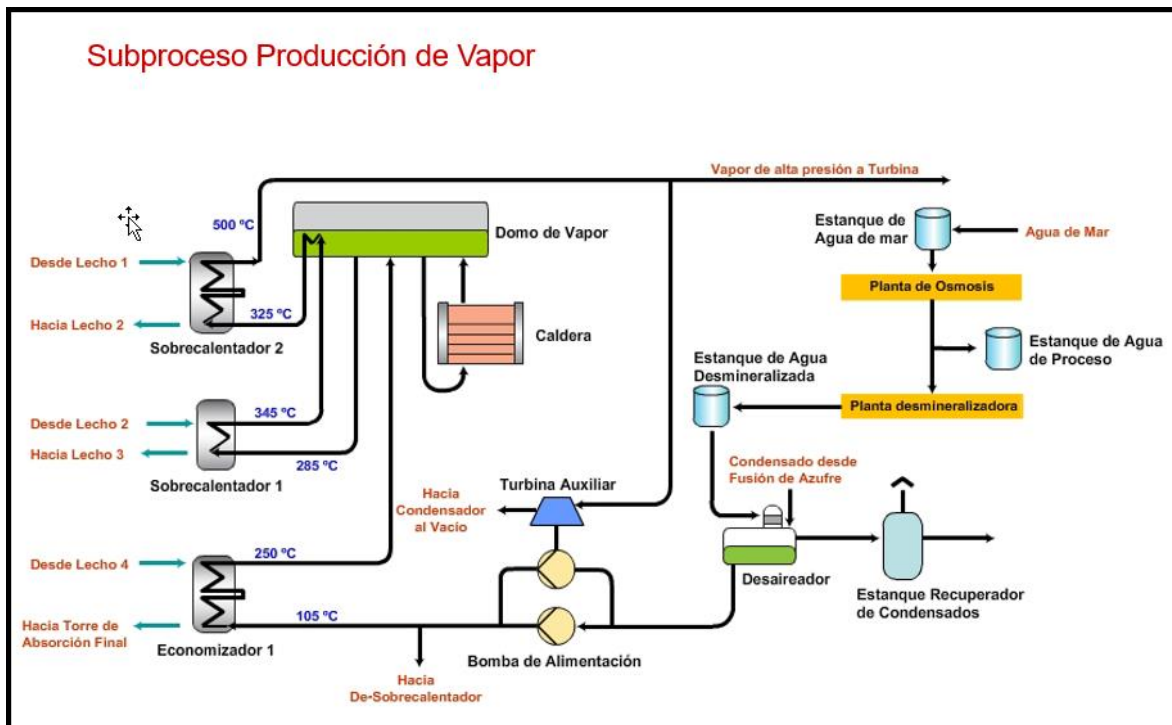 Subproceso Producción de Vapor
Vapor de alta presión a Turbina
500 ºC
Domo de Vapor
Estanque de
Agua de mar
Agua de Mar
Desde Lecho 1
Planta de Osmosis
Hacia Lecho 2
325 ºC
Sobrecalentador 2
Caldera
Estanque de Agua
de Proceso
Estanque de Agua
Desmineralizada
Planta desmineralizadora
345 ºC
Desde Lecho 2
Hacia Lecho 3
285 ºC
Sobrecalentador 1
Condensado desde
Fusión de Azufre
Turbina Auxiliar
Hacia
Condensador
al Vacio
Desde Lecho 4
250 ºC
Desaireador
Estanque Recuperador
de Condensados
105 ºC
Hacia Torre de
Absorción Final
Economizador 1
Bomba de Alimentación
Hacia
De-Sobrecalentador